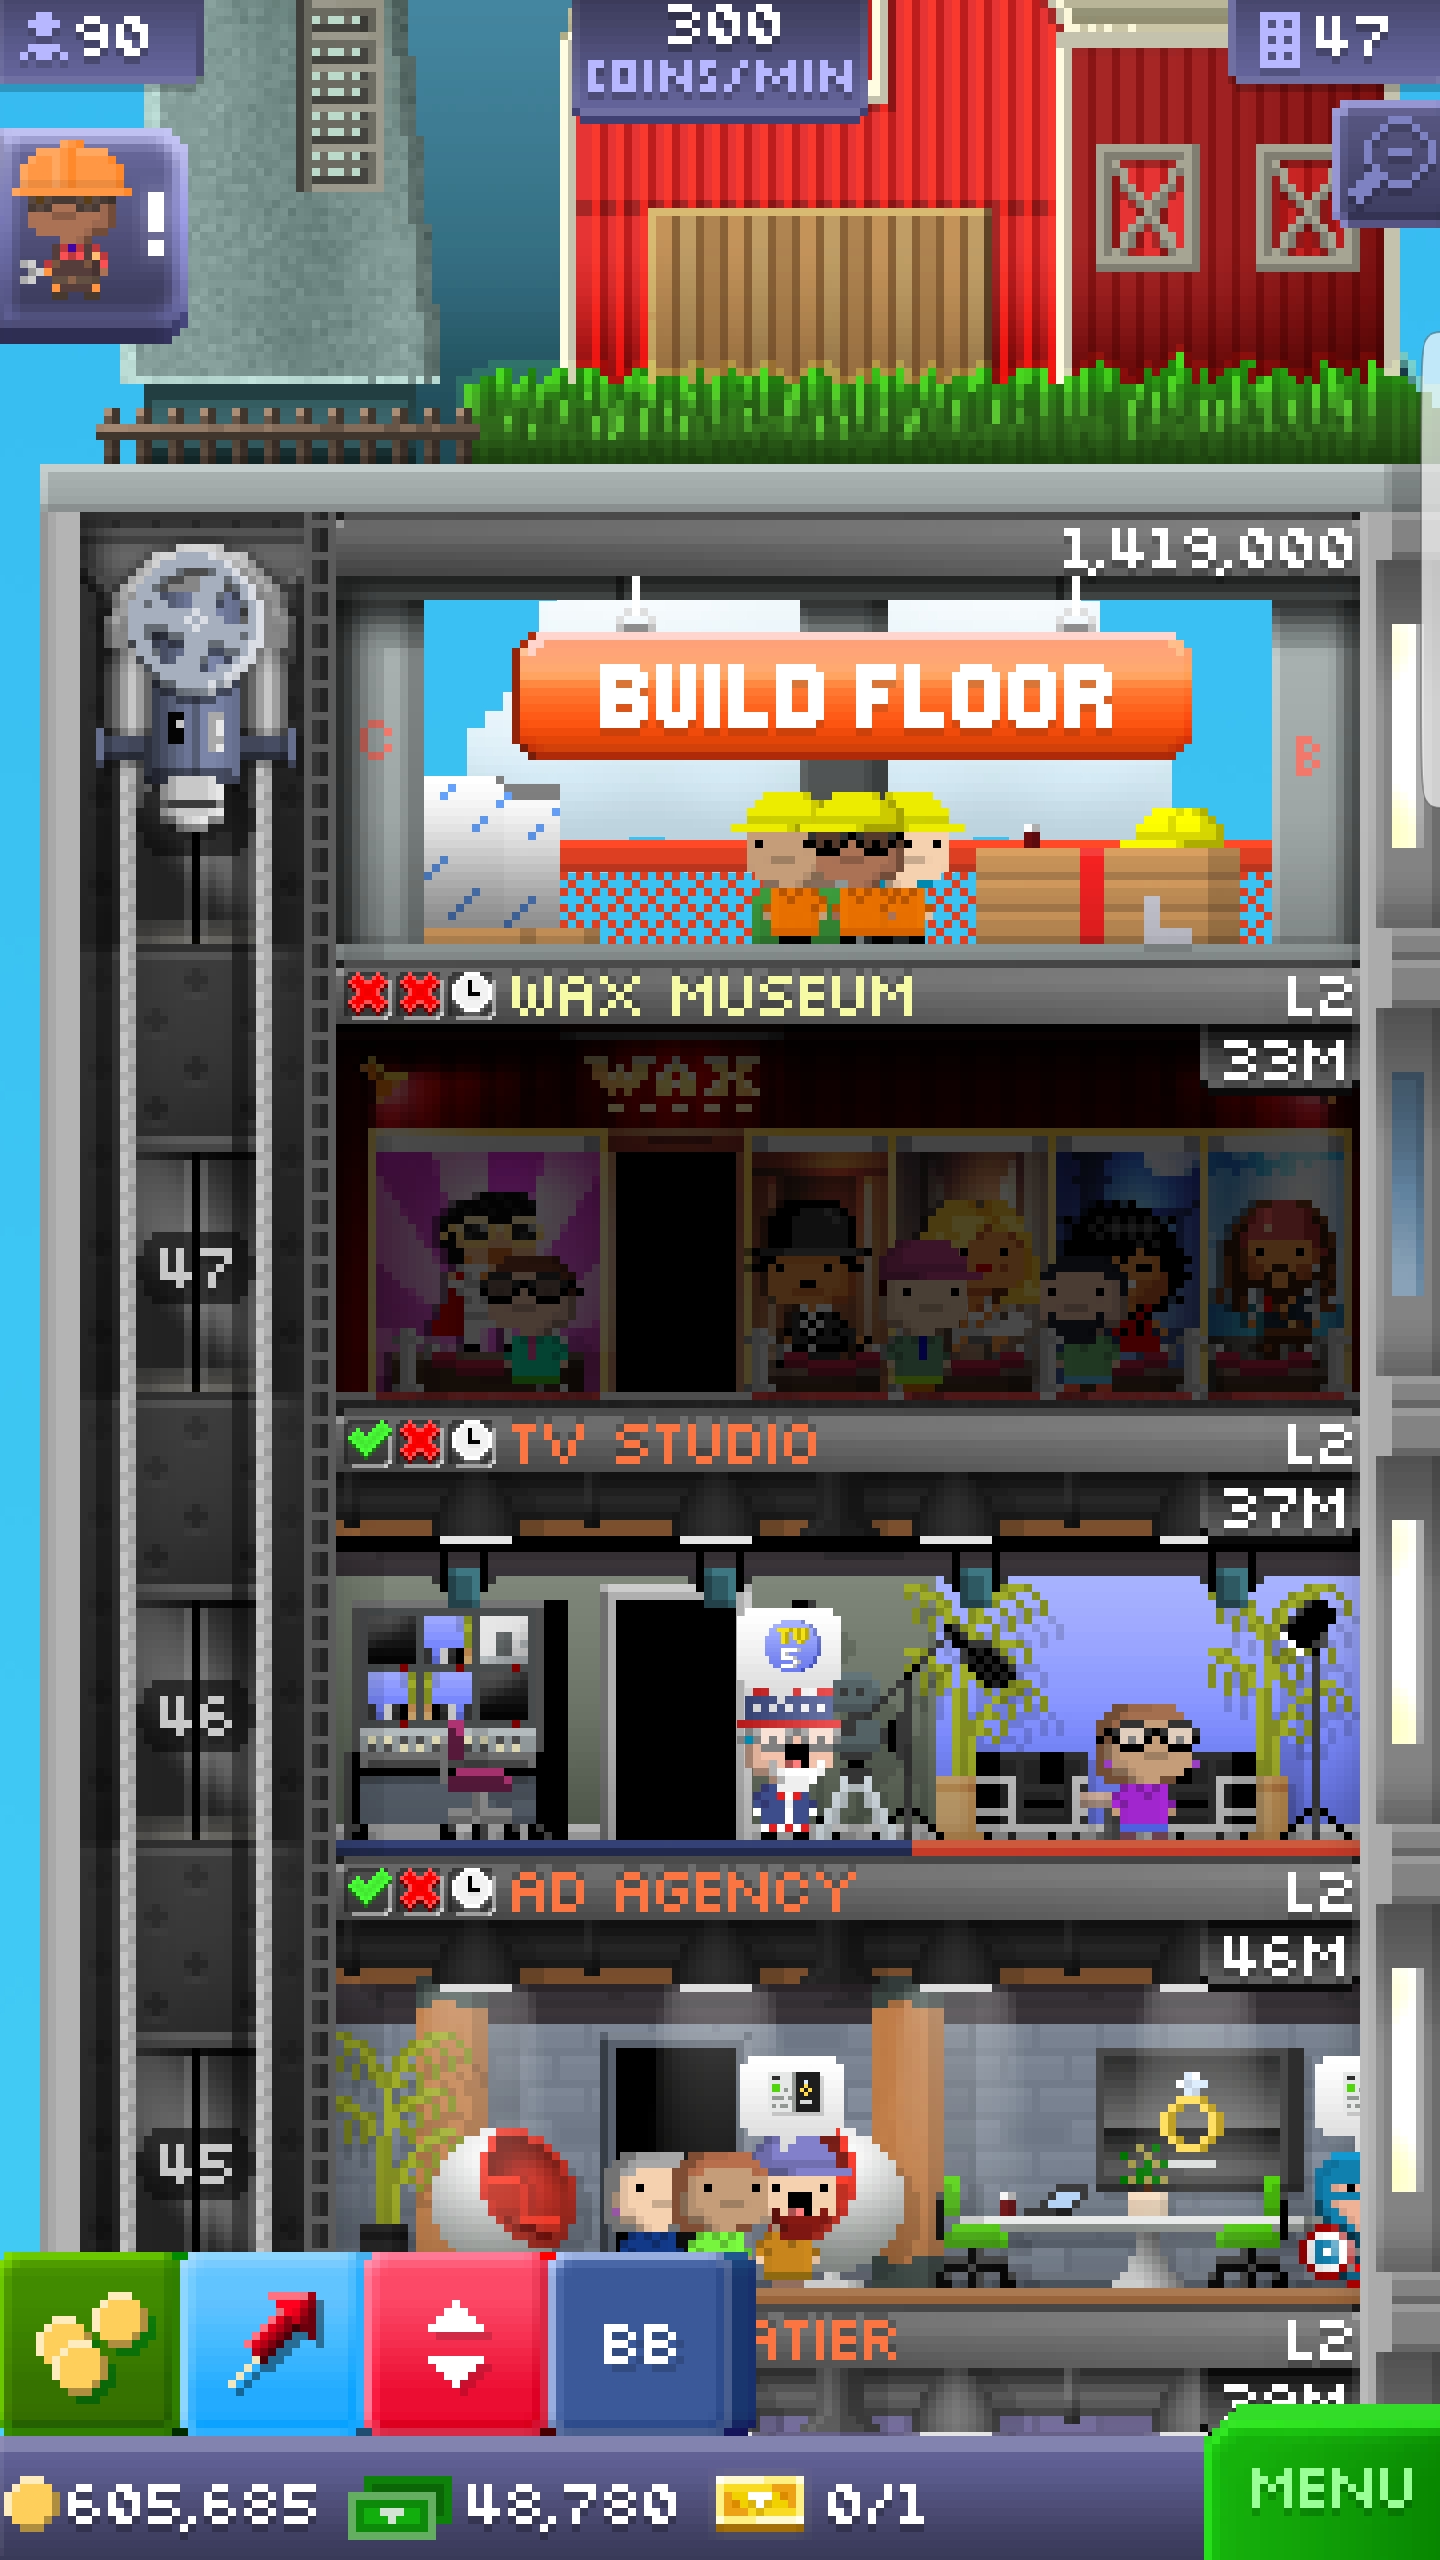 90
300
COINS/MIN
47
!
1,419,000
BUILD FLOOR
C
B
WAX MUSEUM L2
33M
WAX
47
TV STUDIO L2
37M
TV
5
46
AD AGENCY L2
46M
45
BB
ATIER L2
605,685 48,780 0/1
MENU